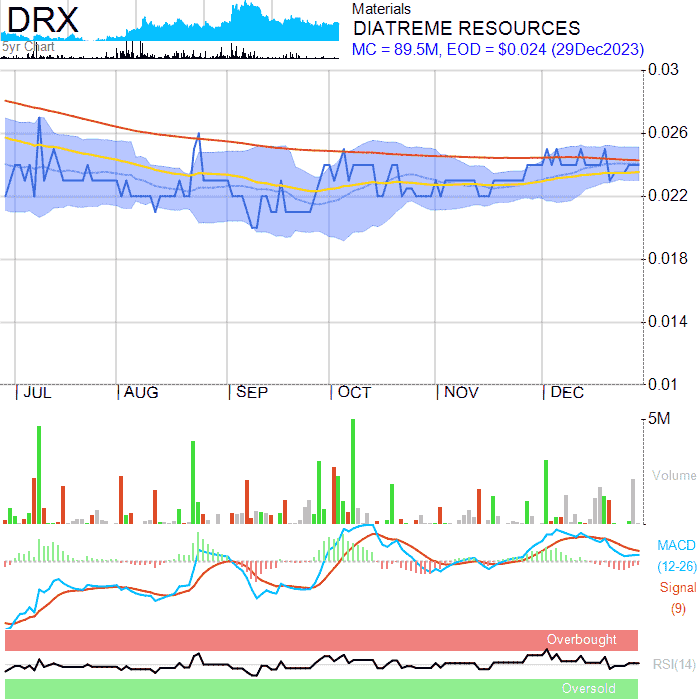 DRX
5yr Chart
Materials
DIATREME RESOURCES
MC = 89.5M, EOD = $0.024 (29Dec2023)
0.03
0.026
0.022
0.018
0.014
0.01
JUL AUG SEP OCT NOV DEC
5M
Volume
MACD
(12-26)
Signal
(9)
Overbought
RSI(14)
Oversold